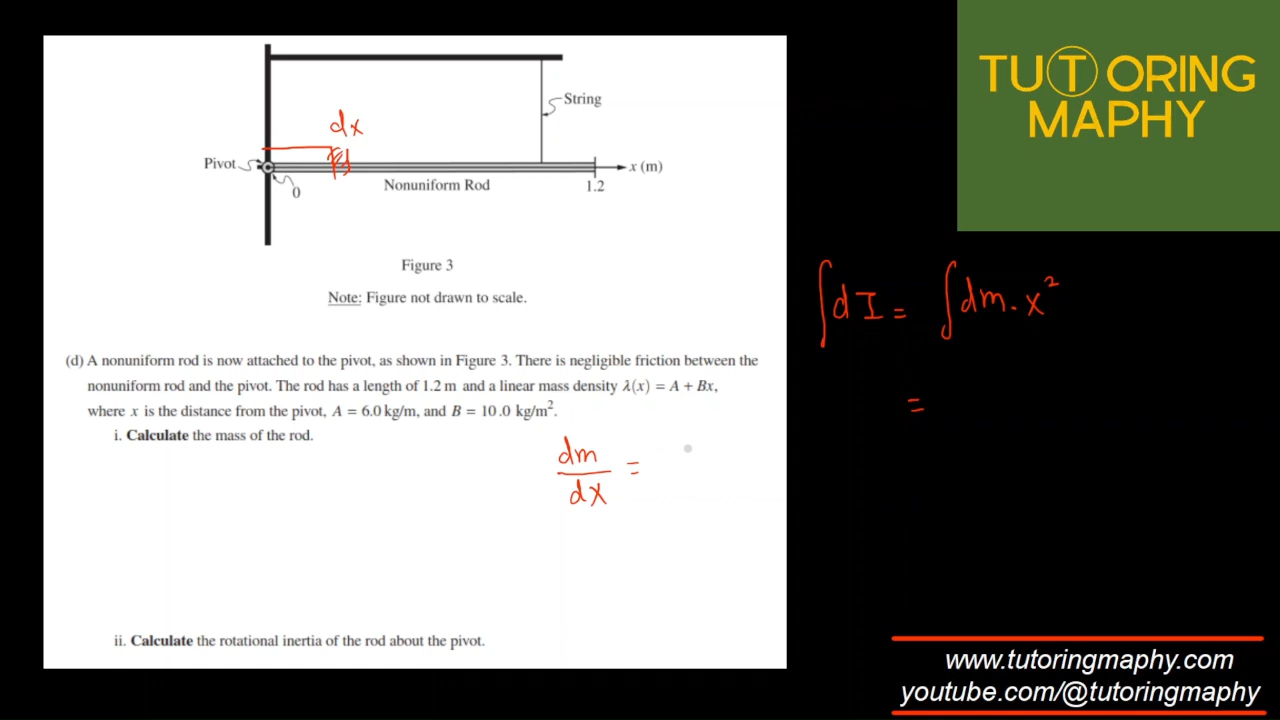 TUTORING
MAPHY
dx
String
Pivot
x (m)
0
Nonuniform Rod
1.2
Figure 3
Note: Figure not drawn to scale.
∫dI = ∫dm · x²
=
(d) A nonuniform rod is now attached to the pivot, as shown in Figure 3. There is negligible friction between the
nonuniform rod and the pivot. The rod has a length of 1.2 m and a linear mass density λ(x) = A + Bx,
where x is the distance from the pivot, A = 6.0 kg/m, and B = 10.0 kg/m².
i. Calculate the mass of the rod.
dm/dx =
ii. Calculate the rotational inertia of the rod about the pivot.
www.tutoringmaphy.com
youtube.com/@tutoringmaphy